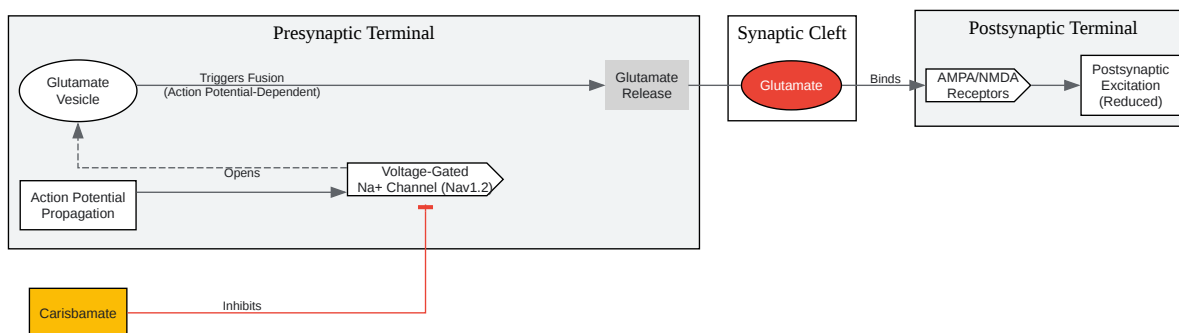 Presynaptic Terminal
Synaptic Cleft
Postsynaptic Terminal
Glutamate
Vesicle
Triggers Fusion
(Action Potential-Dependent)
Glutamate
Release
Glutamate
Binds
AMPA/NMDA
Receptors
Postsynaptic
Excitation
(Reduced)
Action Potential
Propagation
Opens
Voltage-Gated
Na+ Channel (Nav1.2)
Carisbamate
Inhibits